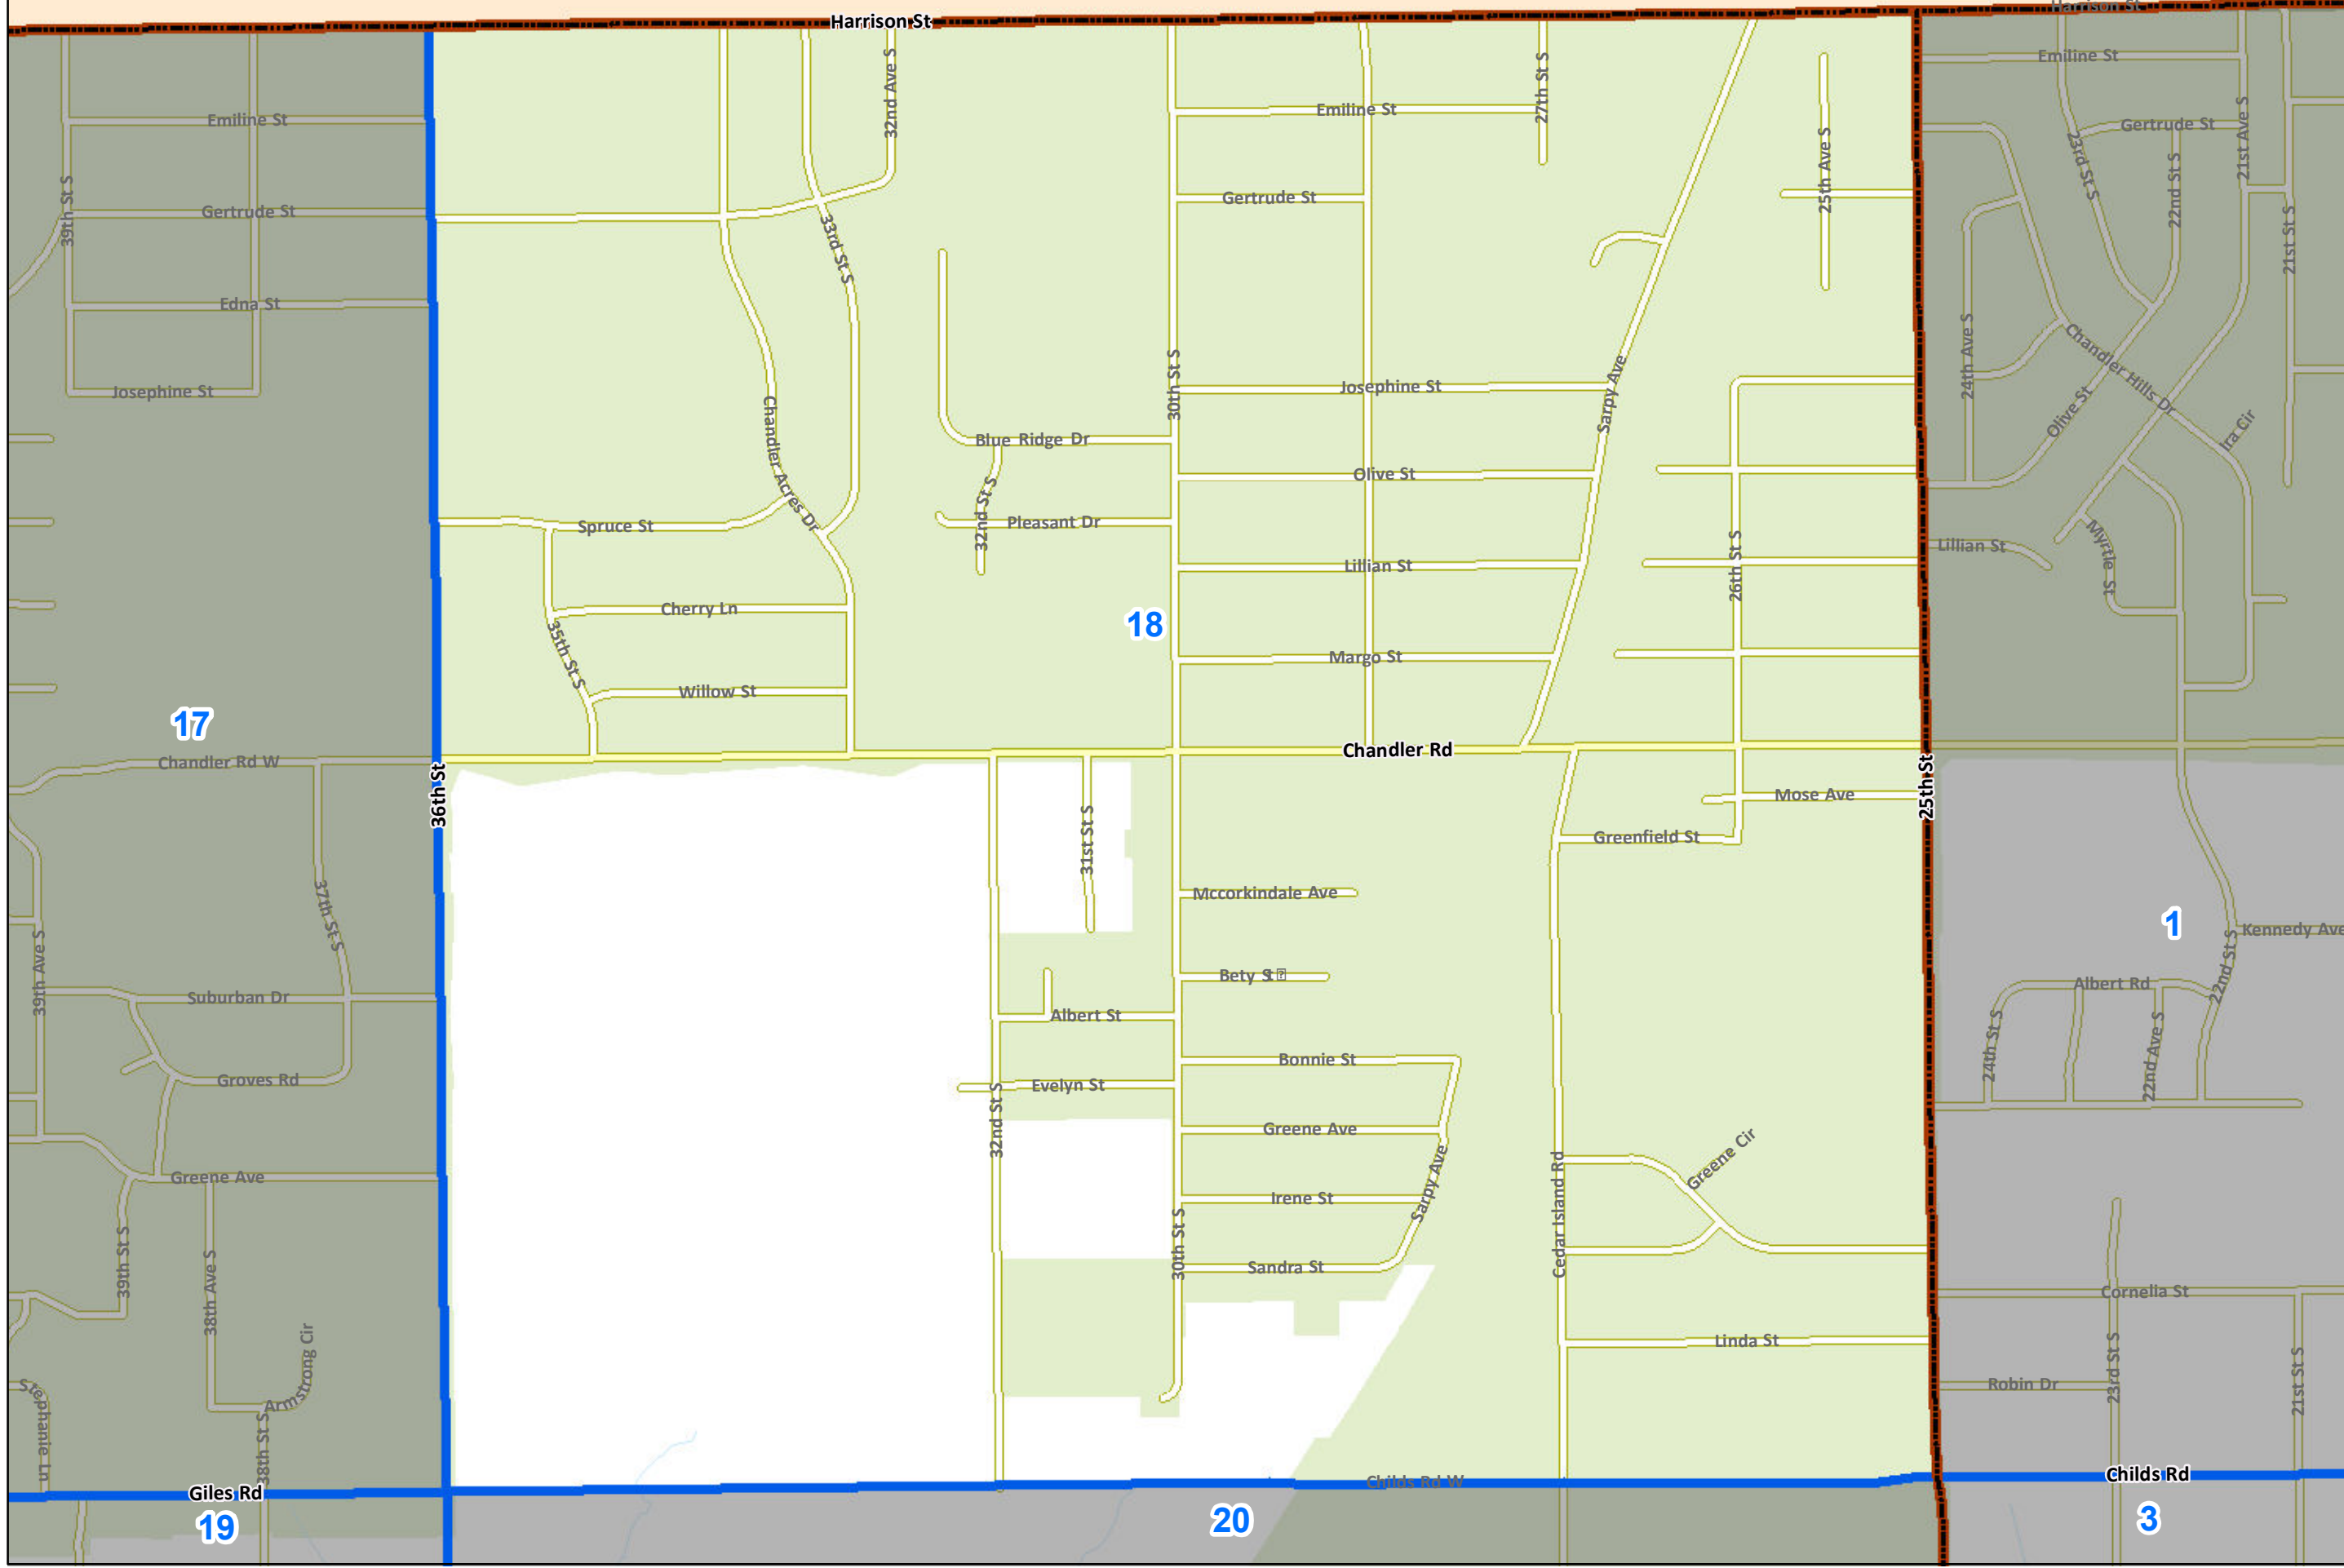 Harrison St
Harrison St
Emiline St
32nd Ave S
27th St S
Emiline St
Emiline St
Gertrude St
21st Ave S
23rd St S
22nd St S
25th Ave S
39th St S
Gertrude St
33rd St S
Gertrude St
21st St S
Edna St
Josephine St
Chandler Acres Dr
30th St S
Josephine St
Sarpy Ave
24th Ave S
Chandler Hills Dr
Olive St
Ira Cir
Blue Ridge Dr
Olive St
32nd St S
Spruce St
Pleasant Dr
26th St S
Lillian St
Myrtle St
Lillian St
Cherry Ln
18
35th St S
Margo St
Willow St
17
Chandler Rd W
36th St
Chandler Rd
25th St
Mose Ave
31st St S
Greenfield St
37th St S
Mccorkindale Ave
1
Kennedy Ave
39th Ave S
Bety St
22nd St S
Suburban Dr
Albert Rd
Albert St
24th St S
22nd Ave S
Groves Rd
Bonnie St
Evelyn St
32nd St S
Greene Ave
Greene Cir
Greene Ave
Sarpy Ave
Irene St
Cedar Island Rd
39th St S
38th Ave S
30th St S
Sandra St
Cornelia St
Armstrong Cir
Linda St
23rd St S
21st St S
Robin Dr
Stephanie Ln
38th St S
Childs Rd W
Childs Rd
Giles Rd
19
20
3